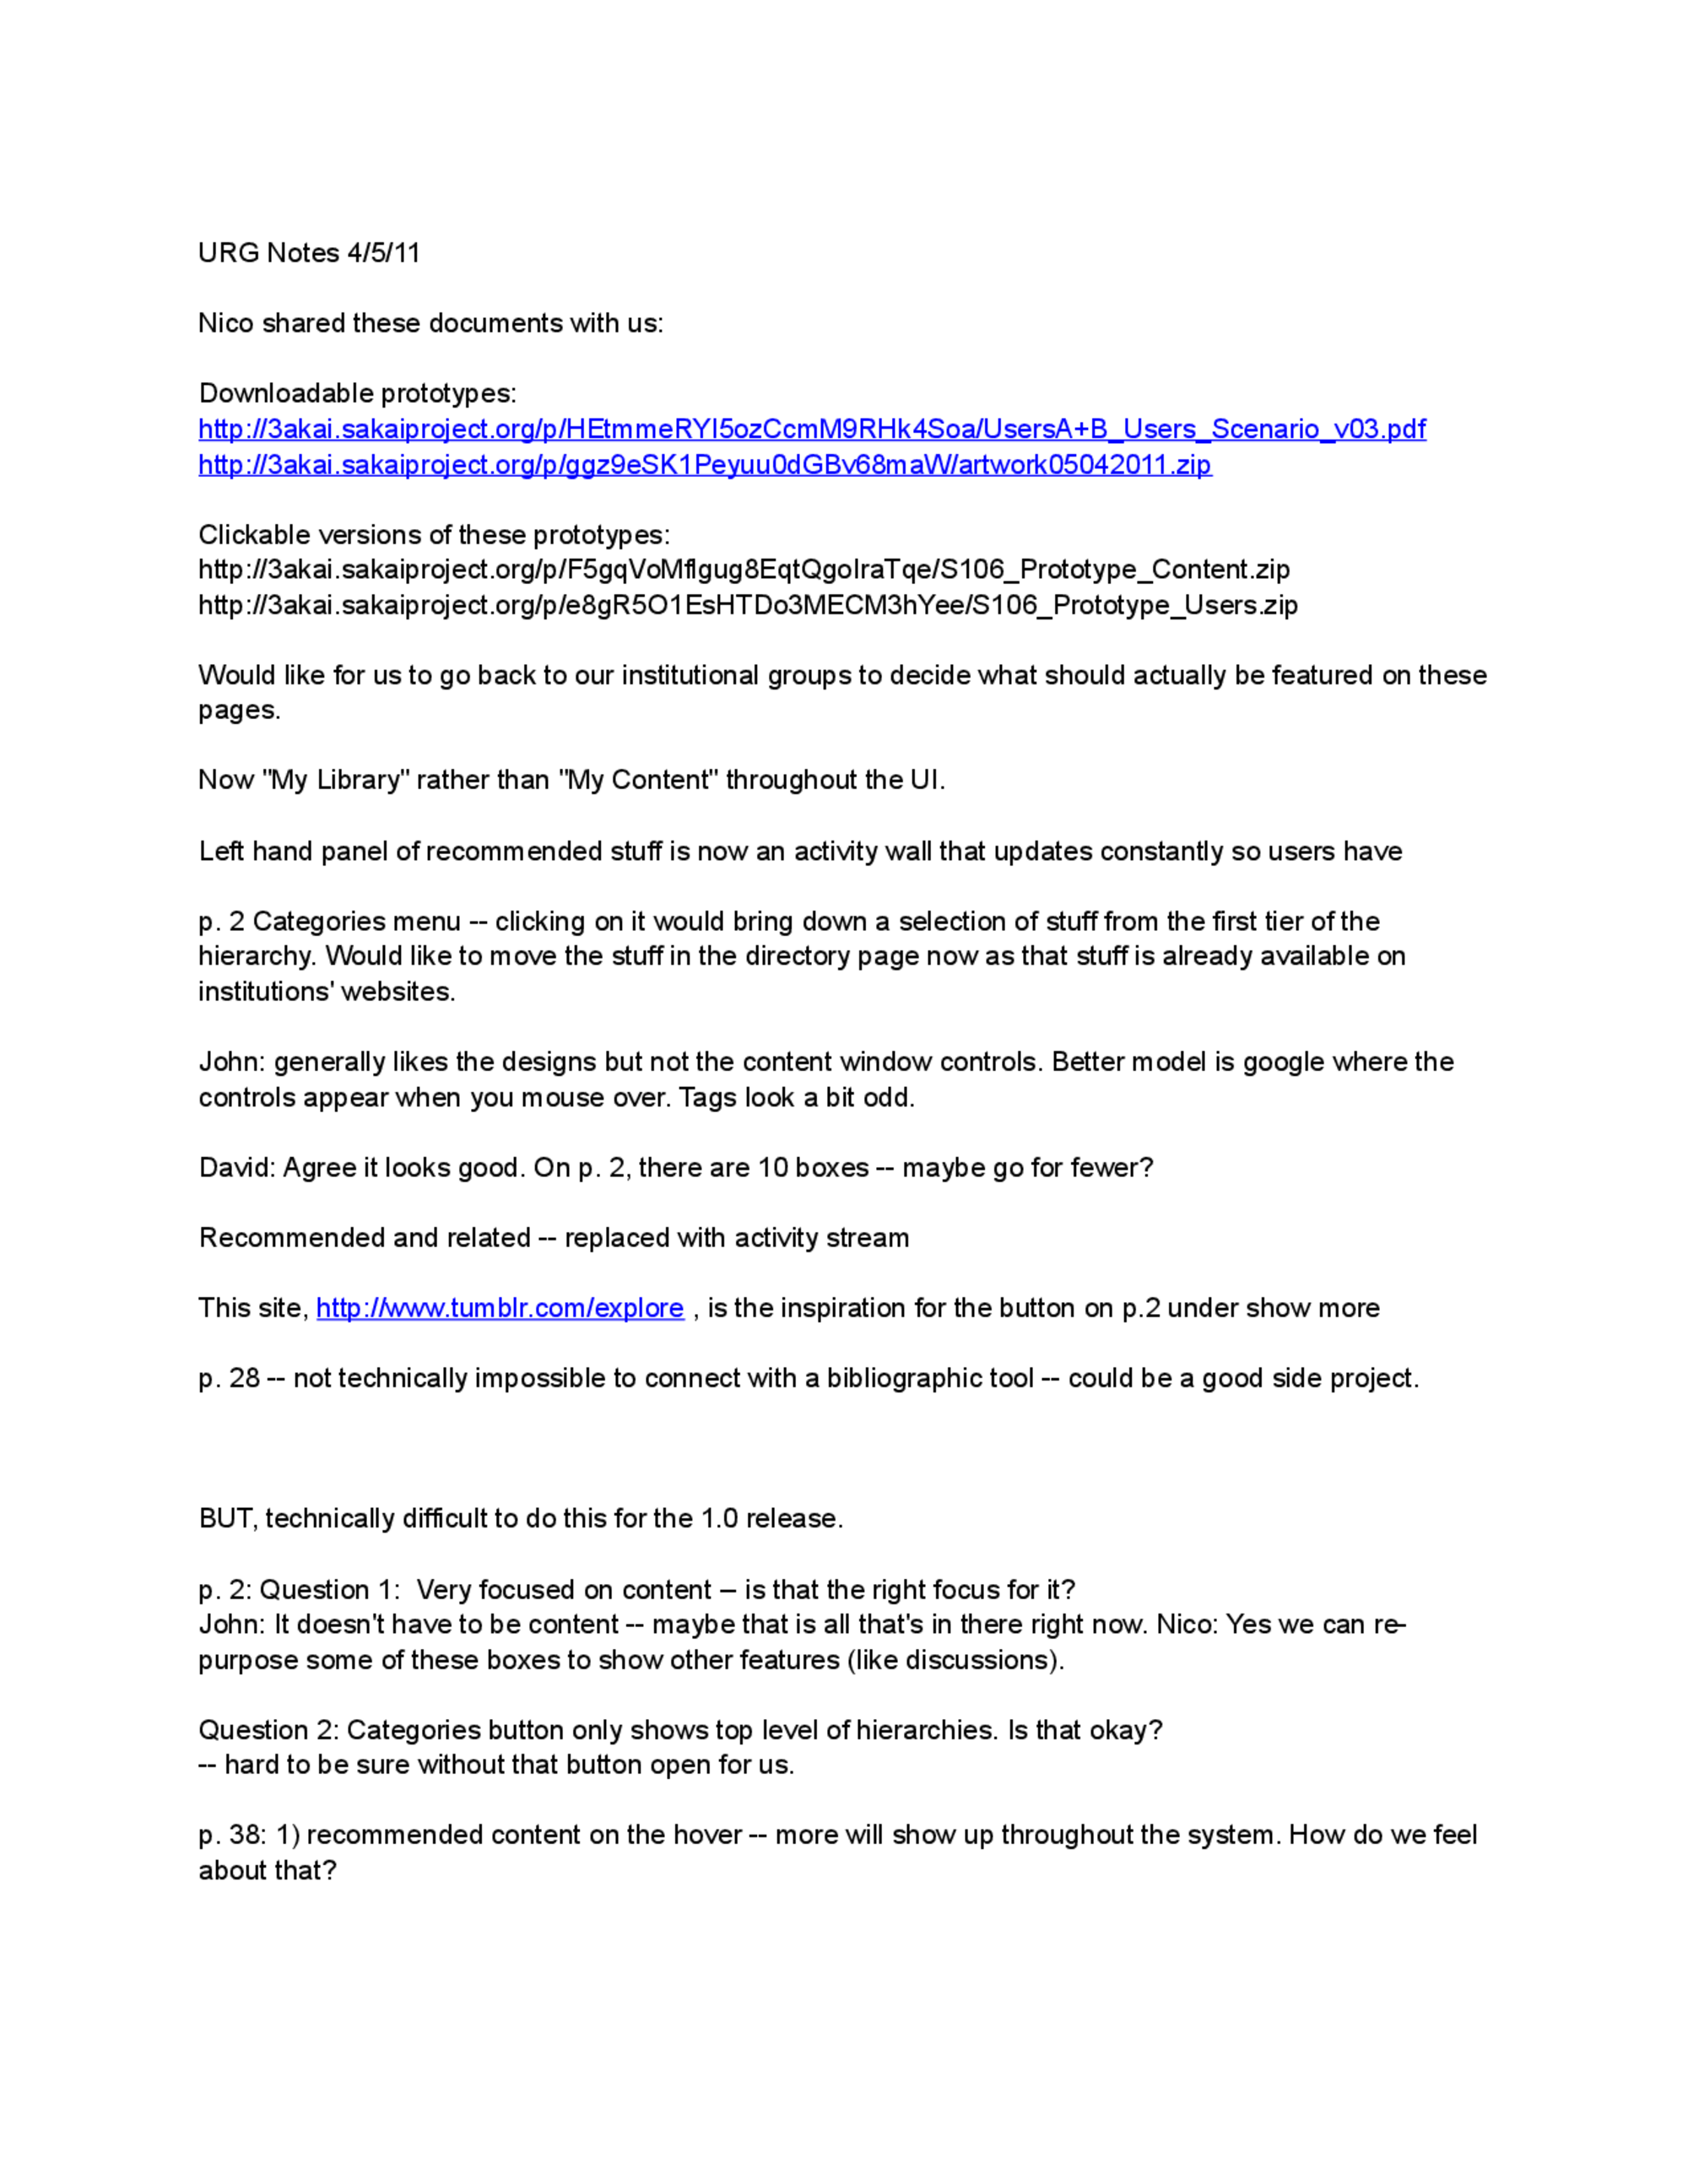 URG Notes 4/5/11
Nico shared these documents with us:
Downloadable prototypes:
http://3akai.sakaiproject.org/p/HEtmmeRYI5ozCcmM9RHk4Soa/UsersA+B_Users_Scenario_v03.pdf
http://3akai.sakaiproject.org/p/ggz9eSK1Peyuu0dGBv68maW/artwork05042011.zip
Clickable versions of these prototypes:
http://3akai.sakaiproject.org/p/F5gqVoMflgug8EqtQgoIraTqe/S106_Prototype_Content.zip
http://3akai.sakaiproject.org/p/e8gR5O1EsHTDo3MECM3hYee/S106_Prototype_Users.zip
Would like for us to go back to our institutional groups to decide what should actually be featured on these
pages.
Now "My Library" rather than "My Content" throughout the UI.
Left hand panel of recommended stuff is now an activity wall that updates constantly so users have
p. 2 Categories menu -- clicking on it would bring down a selection of stuff from the first tier of the
hierarchy. Would like to move the stuff in the directory page now as that stuff is already available on
institutions' websites.
John: generally likes the designs but not the content window controls. Better model is google where the
controls appear when you mouse over. Tags look a bit odd.
David: Agree it looks good. On p. 2, there are 10 boxes -- maybe go for fewer?
Recommended and related -- replaced with activity stream
This site, http://www.tumblr.com/explore , is the inspiration for the button on p.2 under show more
p. 28 -- not technically impossible to connect with a bibliographic tool -- could be a good side project.
BUT, technically difficult to do this for the 1.0 release.
p. 2: Question 1:  Very focused on content – is that the right focus for it?
John: It doesn't have to be content -- maybe that is all that's in there right now. Nico: Yes we can re-
purpose some of these boxes to show other features (like discussions).
Question 2: Categories button only shows top level of hierarchies. Is that okay?
-- hard to be sure without that button open for us.
p. 38: 1) recommended content on the hover -- more will show up throughout the system. How do we feel
about that?